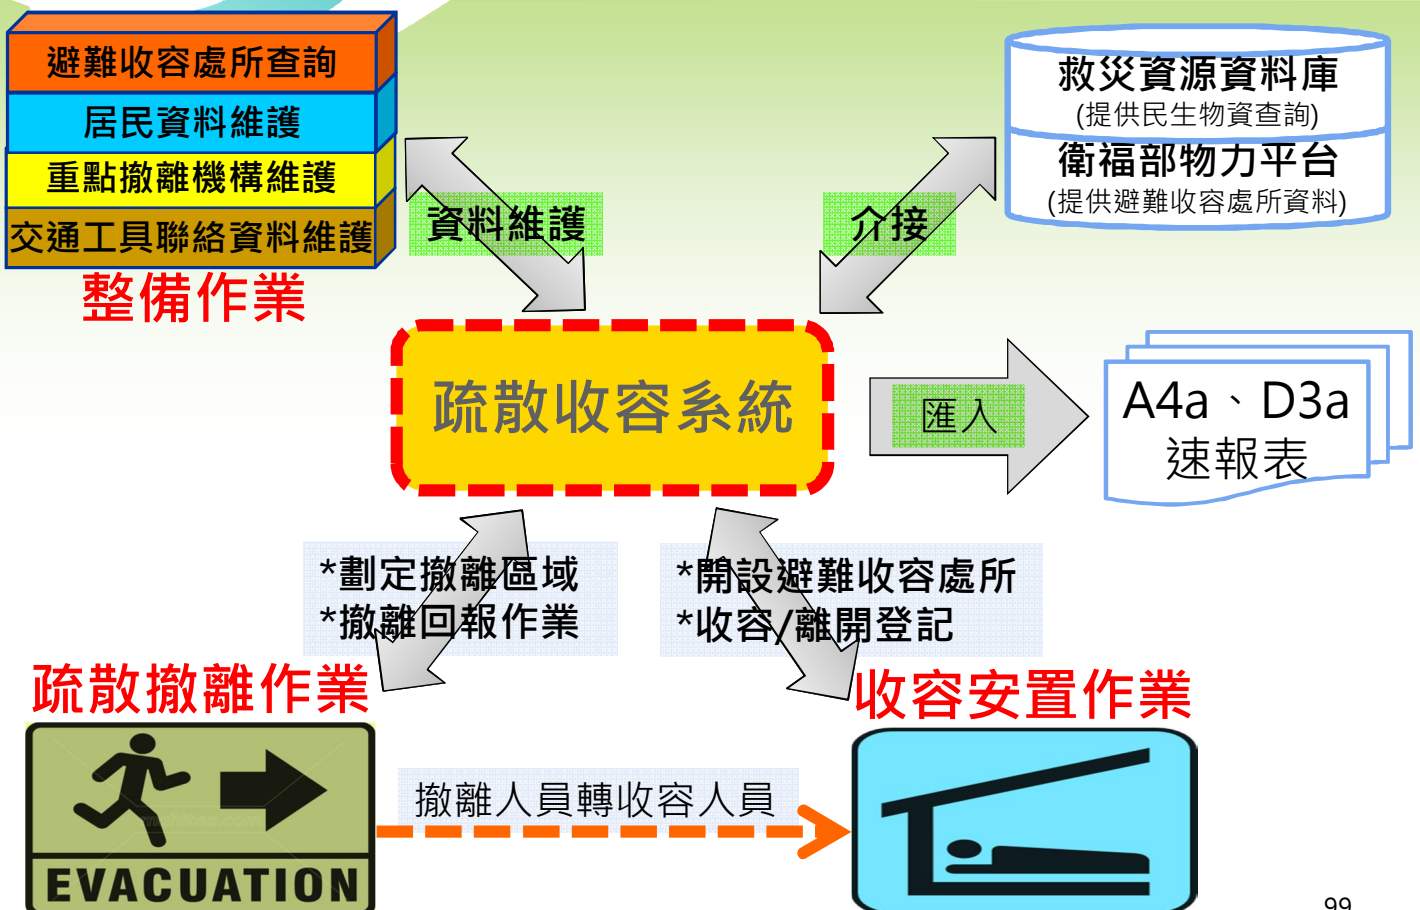 避難收容處所查詢
居民資料維護
重點撤離機構維護
交通工具聯絡資料維護
整備作業
資料維護
救災資源資料庫
(提供民生物資查詢)
衛福部物力平台
(提供避難收容處所資料)
介接
疏散收容系統
匯入
A4a、D3a
速報表
*劃定撤離區域
*撤離回報作業
*開設避難收容處所
*收容/離開登記
疏散撤離作業
收容安置作業
撤離人員轉收容人員
EVACUATION
99